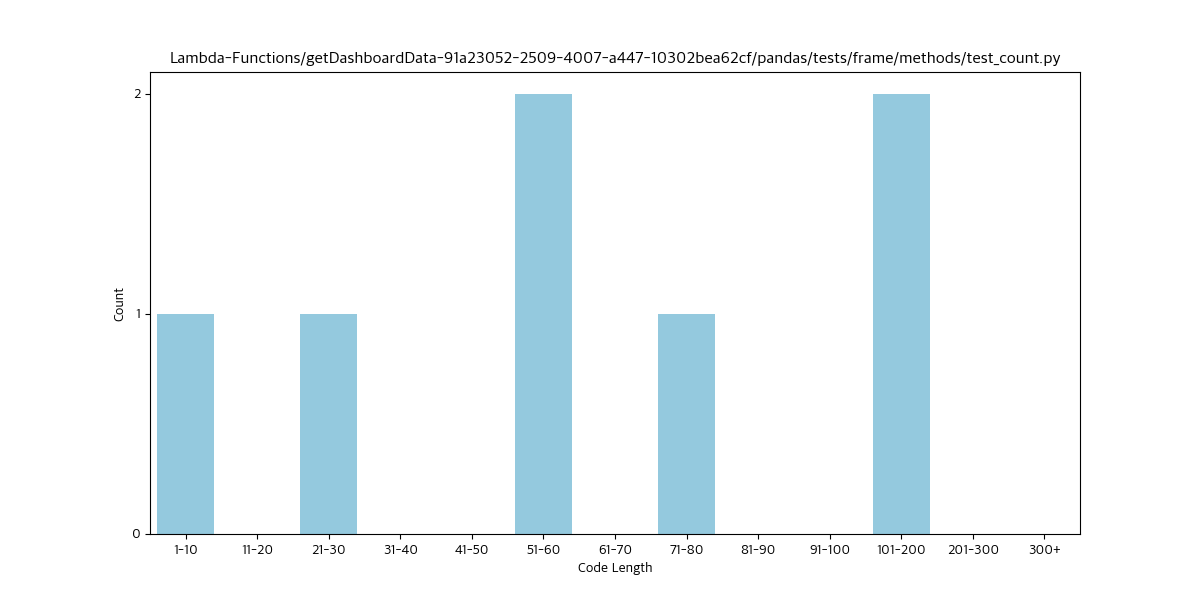 Lambda-Functions/getDashboardData-91a23052-2509-4007-a447-10302bea62cf/pandas/tests/frame/methods/test_count.py
2
1
0
Count
1-10 11-20 21-30 31-40 41-50 51-60 61-70 71-80 81-90 91-100 101-200 201-300 300+
Code Length